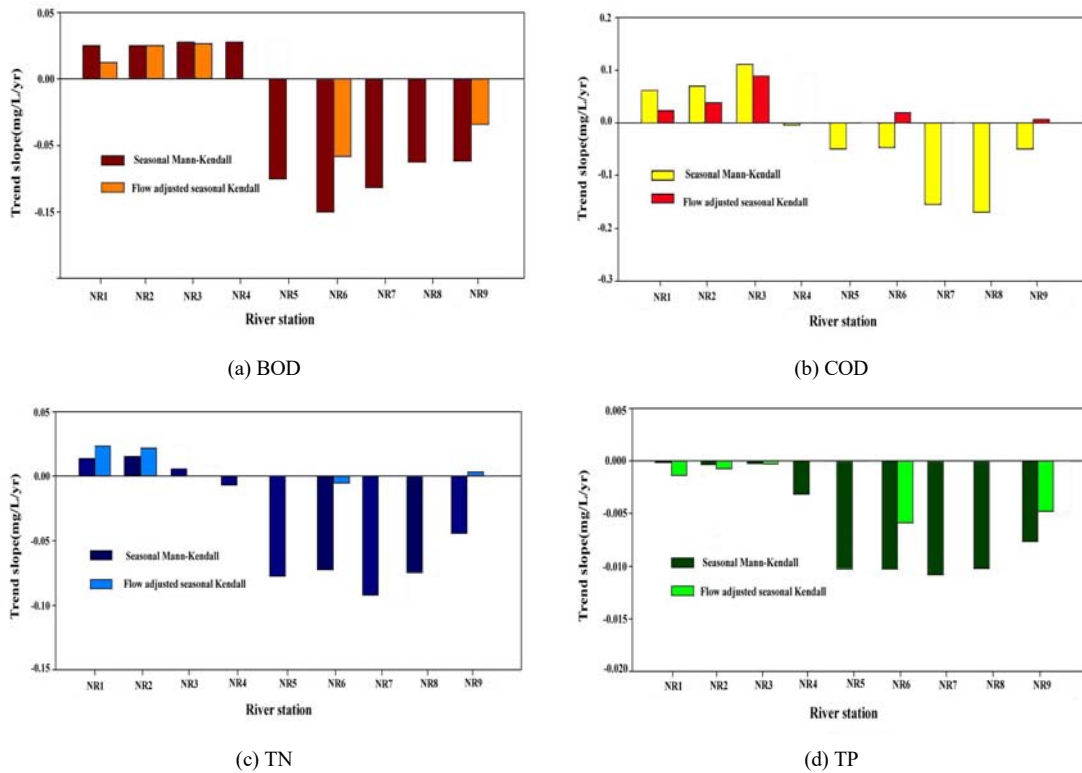 0.05
0.00
-0.05
-0.15
Trend slope(mg/L/yr)
Seasonal Mann-Kendall
Flow adjusted seasonal Kendall
NR1 NR2 NR3 NR4 NR5 NR6 NR7 NR8 NR9
River station
(a) BOD
0.2
0.1
0.0
-0.1
-0.2
-0.3
Trend slope(mg/L/yr)
Seasonal Mann-Kendall
Flow adjusted seasonal Kendall
NR1 NR2 NR3 NR4 NR5 NR6 NR7 NR8 NR9
River station
(b) COD
0.05
0.00
-0.05
-0.10
-0.15
Trend slope(mg/L/yr)
Seasonal Mann-Kendall
Flow adjusted seasonal Kendall
NR1 NR2 NR3 NR4 NR5 NR6 NR7 NR8 NR9
River station
(c) TN
0.005
0.000
-0.005
-0.010
-0.015
-0.020
Trend slope(mg/L/yr)
Seasonal Mann-Kendall
Flow adjusted seasonal Kendall
NR1 NR2 NR3 NR4 NR5 NR6 NR7 NR8 NR9
River station
(d) TP